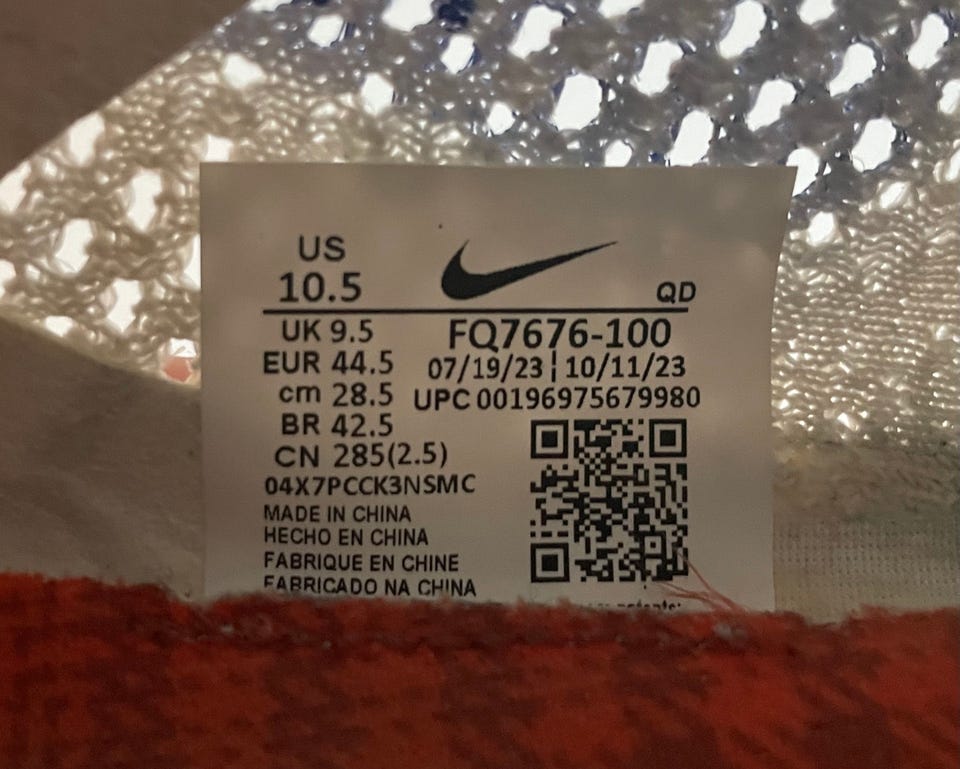 US
10.5
QD
UK 9.5
FQ7676-100
EUR 44.5
07/19/23 ¦ 10/11/23
cm 28.5
UPC 00196975679980
BR 42.5
CN 285(2.5)
04X7PCCK3NSMC
MADE IN CHINA
HECHO EN CHINA
FABRIQUE EN CHINE
FABRICADO NA CHINA